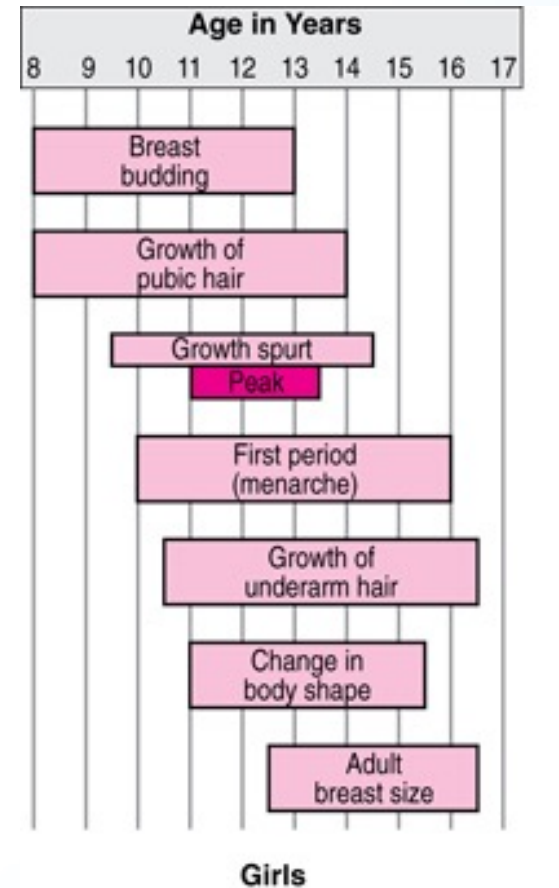 Age in Years
8 9 10 11 12 13 14 15 16 17
Breast
budding
Growth of
pubic hair
Growth spurt
Peak
First period
(menarche)
Growth of
underarm hair
Change in
body shape
Adult
breast size
Girls